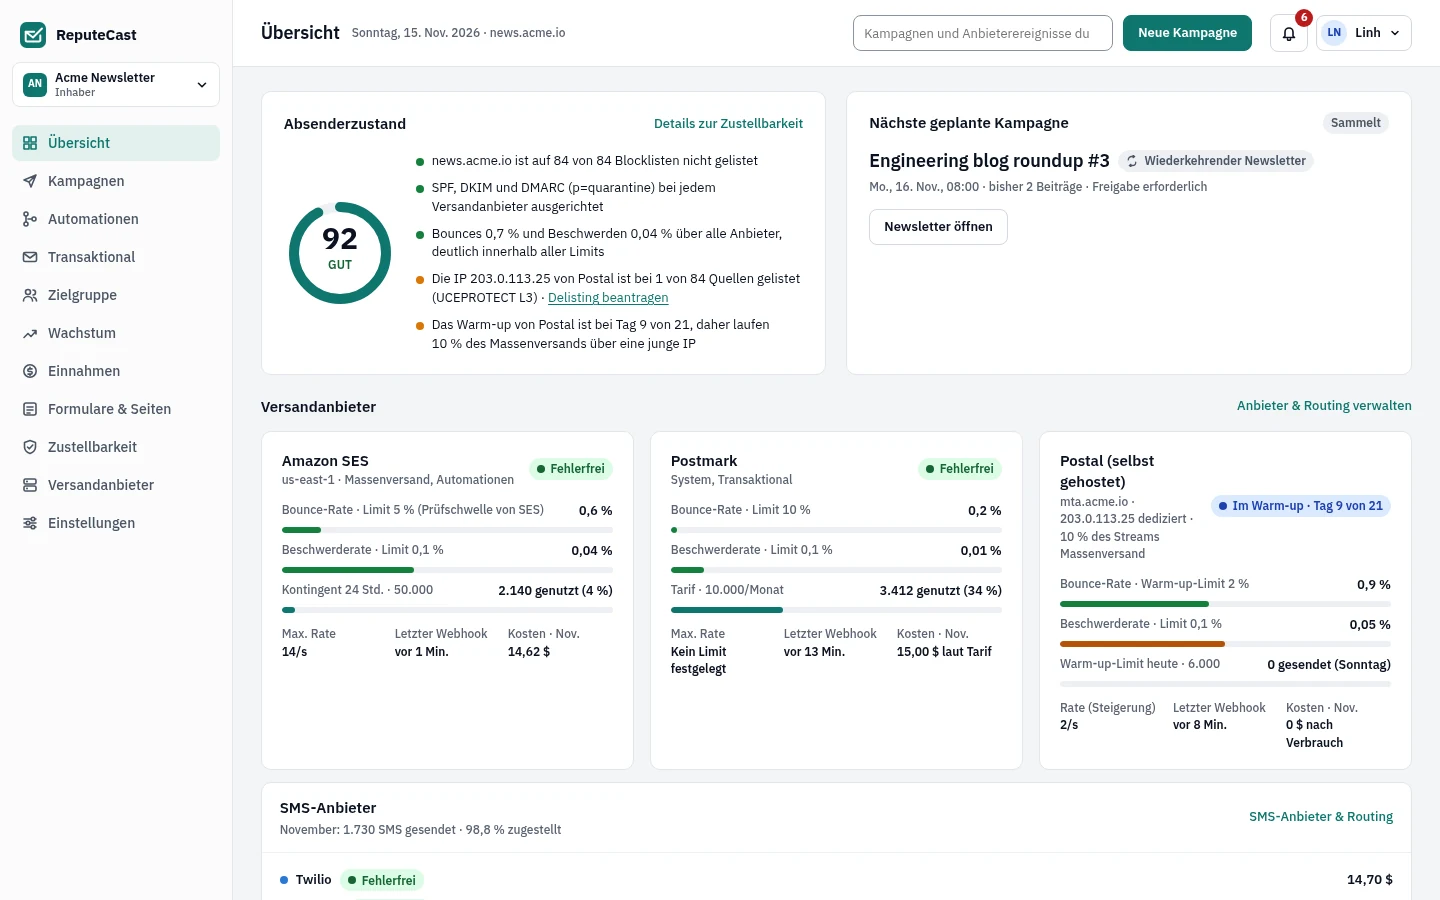 ReputeCast
AN
Acme Newsletter
Inhaber
Übersicht
Kampagnen
Automationen
Transaktional
Zielgruppe
Wachstum
Einnahmen
Formulare & Seiten
Zustellbarkeit
Versandanbieter
Einstellungen
Übersicht
Sonntag, 15. Nov. 2026 · news.acme.io
Kampagnen und Anbieterereignisse du
Neue Kampagne
6
LN
Linh
Absenderzustand
Details zur Zustellbarkeit
92
GUT
news.acme.io ist auf 84 von 84 Blocklisten nicht gelistet
SPF, DKIM und DMARC (p=quarantine) bei jedem
Versandanbieter ausgerichtet
Bounces 0,7 % und Beschwerden 0,04 % über alle Anbieter,
deutlich innerhalb aller Limits
Die IP 203.0.113.25 von Postal ist bei 1 von 84 Quellen gelistet
(UCEPROTECT L3) · Delisting beantragen
Das Warm-up von Postal ist bei Tag 9 von 21, daher laufen
10 % des Massenversands über eine junge IP
Nächste geplante Kampagne
Sammelt
Engineering blog roundup #3
Wiederkehrender Newsletter
Mo., 16. Nov., 08:00 · bisher 2 Beiträge · Freigabe erforderlich
Newsletter öffnen
Versandanbieter
Anbieter & Routing verwalten
Amazon SES
us-east-1 · Massenversand, Automationen
Fehlerfrei
Bounce-Rate · Limit 5 % (Prüfschwelle von SES)
0,6 %
Beschwerderate · Limit 0,1 %
0,04 %
Kontingent 24 Std. · 50.000
2.140 genutzt (4 %)
Max. Rate
14/s
Letzter Webhook
vor 1 Min.
Kosten · Nov.
14,62 $
Postmark
System, Transaktional
Fehlerfrei
Bounce-Rate · Limit 10 %
0,2 %
Beschwerderate · Limit 0,1 %
0,01 %
Tarif · 10.000/Monat
3.412 genutzt (34 %)
Max. Rate
Kein Limit
festgelegt
Letzter Webhook
vor 13 Min.
Kosten · Nov.
15,00 $ laut Tarif
Postal (selbst
gehostet)
mta.acme.io ·
203.0.113.25 dediziert ·
10 % des Streams
Massenversand
Im Warm-up · Tag 9 von 21
Bounce-Rate · Warm-up-Limit 2 %
0,9 %
Beschwerderate · Limit 0,1 %
0,05 %
Warm-up-Limit heute · 6.000
0 gesendet (Sonntag)
Rate (Steigerung)
2/s
Letzter Webhook
vor 8 Min.
Kosten · Nov.
0 $ nach
Verbrauch
SMS-Anbieter
November: 1.730 SMS gesendet · 98,8 % zugestellt
SMS-Anbieter & Routing
Twilio
Fehlerfrei
14,70 $